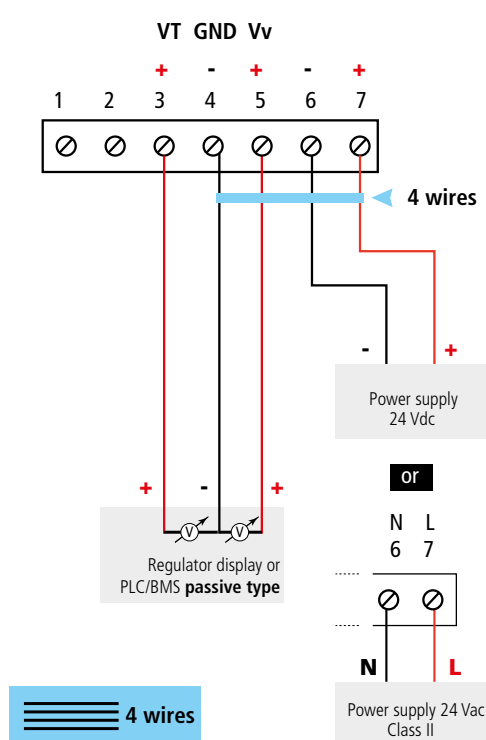 VT GND Vv
+ - + - +
1 2 3 4 5 6 7
4 wires
- +
Power supply
24 Vdc
or
N L
6 7
+ - +
V V
Regulator display or
PLC/BMS passive type
N L
Power supply 24 Vac
Class II
4 wires